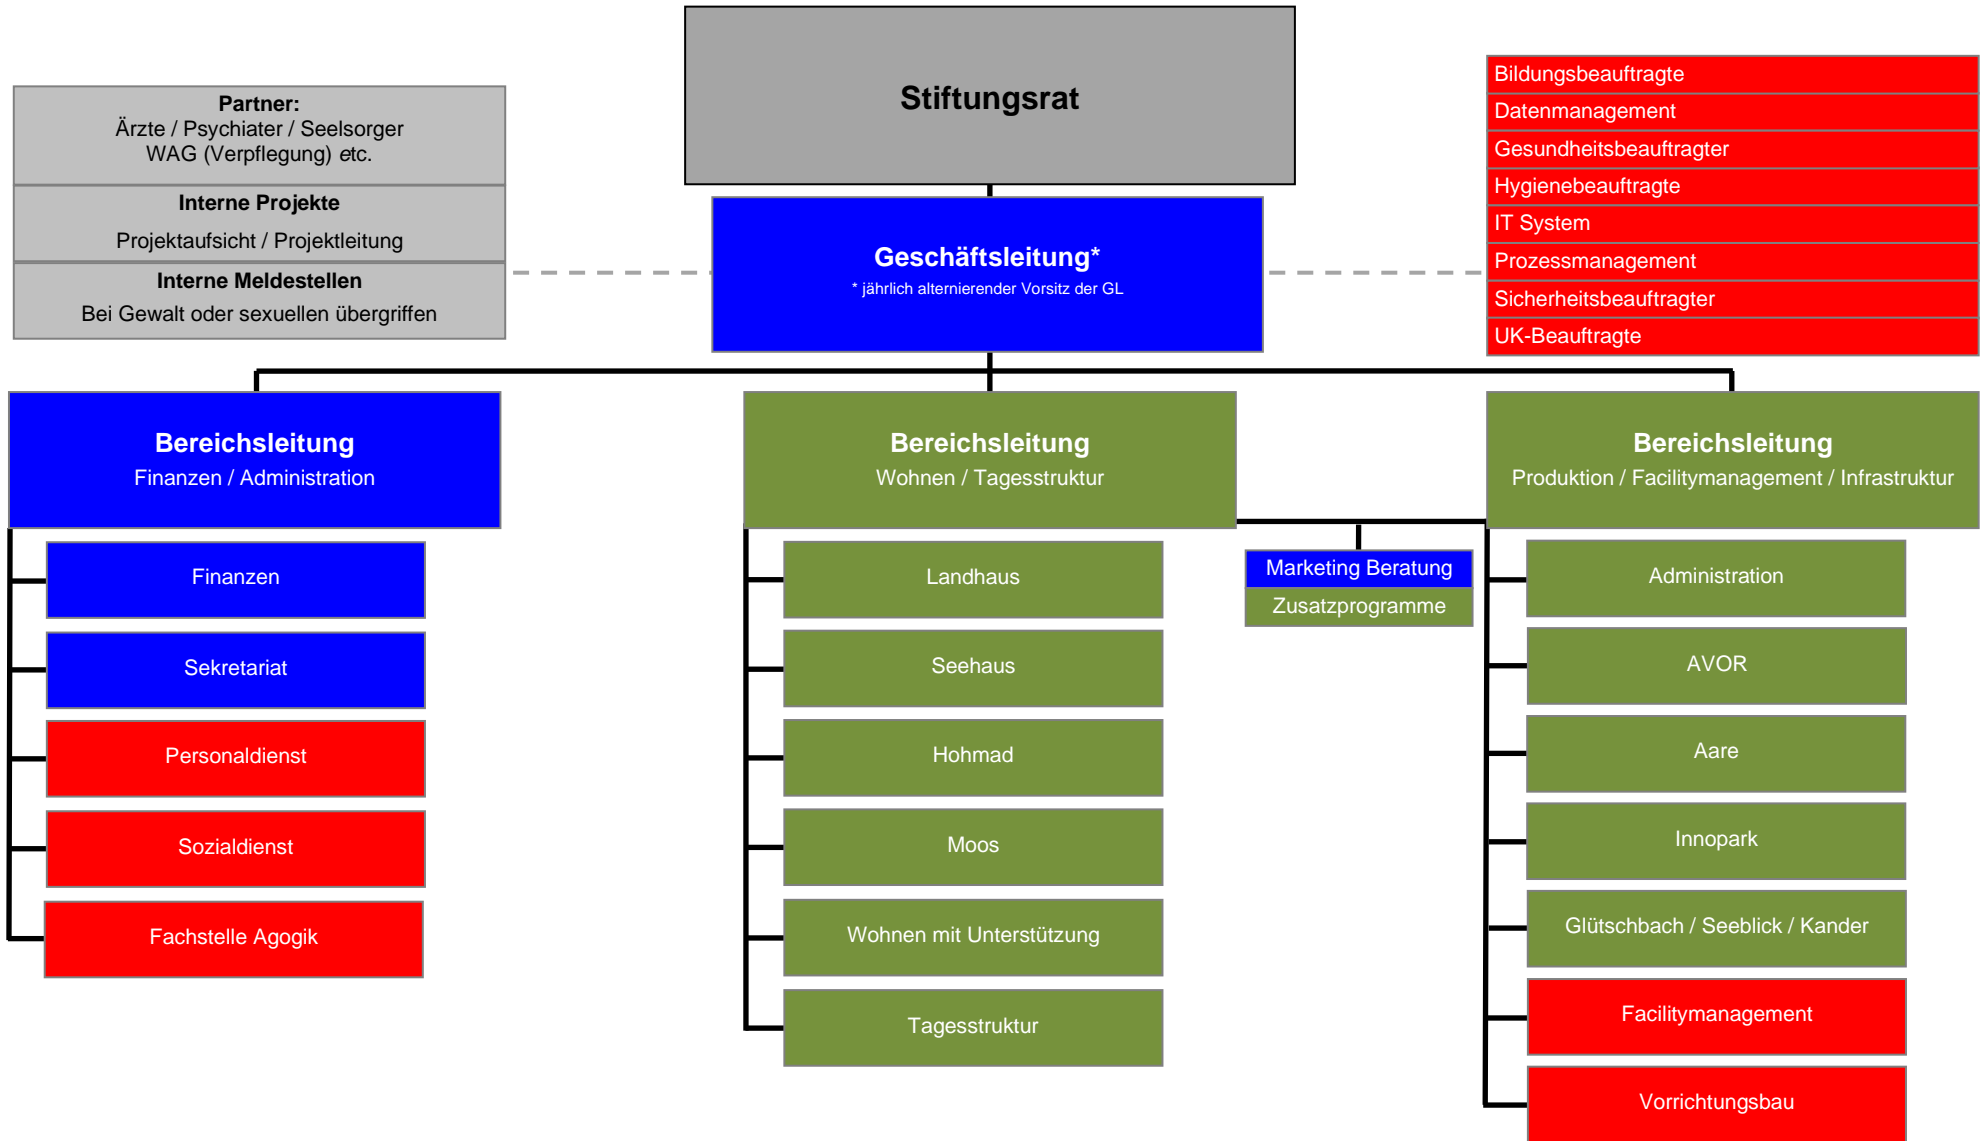 Stiftungsrat
Partner:
Ärzte / Psychiater / Seelsorger
WAG (Verpflegung) etc.
Interne Projekte
Projektaufsicht / Projektleitung
Interne Meldestellen
Bei Gewalt oder sexuellen übergriffen
Geschäftsleitung*
* jährlich alternierender Vorsitz der GL
Bildungsbeauftragte
Datenmanagement
Gesundheitsbeauftragter
Hygienebeauftragte
IT System
Prozessmanagement
Sicherheitsbeauftragter
UK-Beauftragte
Bereichsleitung
Finanzen / Administration
Finanzen
Sekretariat
Personaldienst
Sozialdienst
Fachstelle Agogik
Bereichsleitung
Wohnen / Tagesstruktur
Landhaus
Seehaus
Hohmad
Moos
Wohnen mit Unterstützung
Tagesstruktur
Marketing Beratung
Zusatzprogramme
Bereichsleitung
Produktion / Facilitymanagement / Infrastruktur
Administration
AVOR
Aare
Innopark
Glütschbach / Seeblick / Kander
Facilitymanagement
Vorrichtungsbau